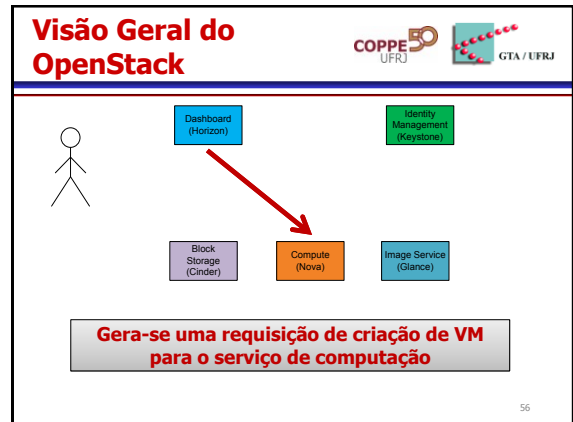 Visão Geral do
OpenStack
COPPE 50
UFRJ
GTA / UFRJ
Dashboard
(Horizon)
Identity
Management
(Keystone)
Block
Storage
(Cinder)
Compute
(Nova)
Image Service
(Glance)
Gera-se uma requisição de criação de VM
para o serviço de computação
56